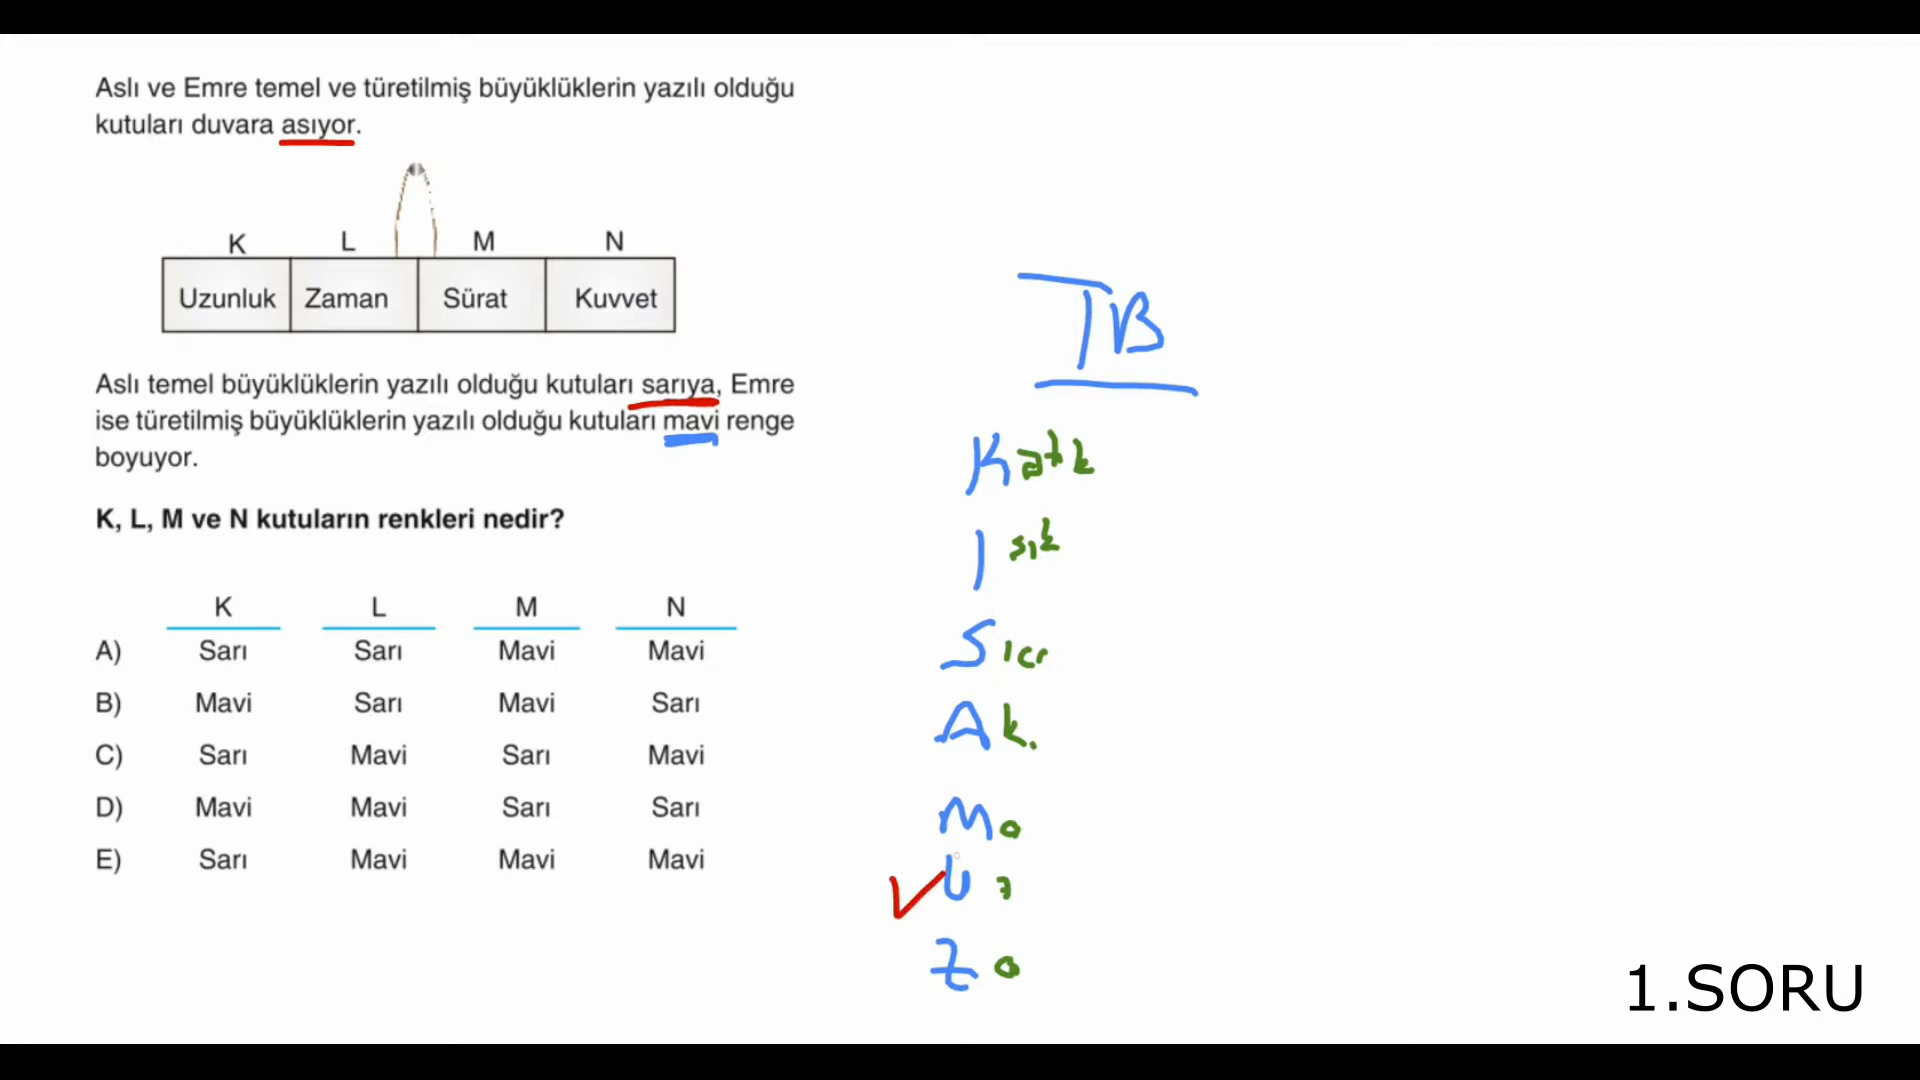 Aslı ve Emre temel ve türetilmiş büyüklüklerin yazılı olduğu
kutuları duvara asıyor.
K L M N
Uzunluk Zaman Sürat Kuvvet
Aslı temel büyüklüklerin yazılı olduğu kutuları sarıya, Emre
ise türetilmiş büyüklüklerin yazılı olduğu kutuları mavi renge
boyuyor.
K, L, M ve N kutuların renkleri nedir?
K L M N
A) Sarı Sarı Mavi Mavi
B) Mavi Sarı Mavi Sarı
C) Sarı Mavi Sarı Mavi
D) Mavi Mavi Sarı Sarı
E) Sarı Mavi Mavi Mavi
TB
K
I sık
S ıcc
A k.
M a
U z
Z a
1.SORU